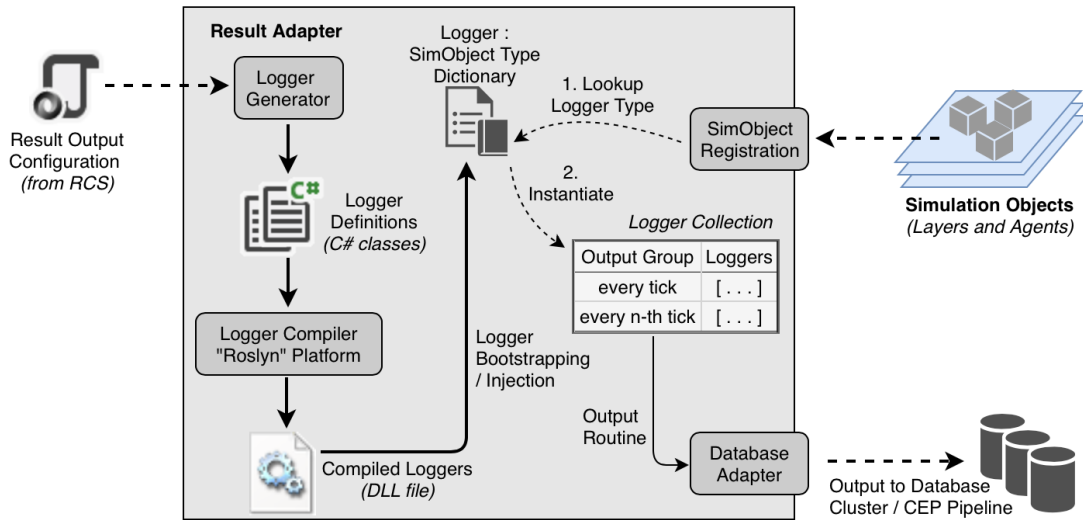 Result Adapter
Logger
Generator
Result Output
Configuration
(from RCS)
C#
Logger
Definitions
(C# classes)
Logger Compiler
"Roslyn" Platform
Compiled Loggers
(DLL file)
Logger
Bootstrapping
/ Injection
Logger :
SimObject Type
Dictionary
1. Lookup
Logger Type
SimObject
Registration
Simulation Objects
(Layers and Agents)
2.
Instantiate
Logger Collection
Output Group Loggers
every tick [ . . . ]
every n-th tick [ . . . ]
Output
Routine
Database
Adapter
Output to Database
Cluster / CEP Pipeline